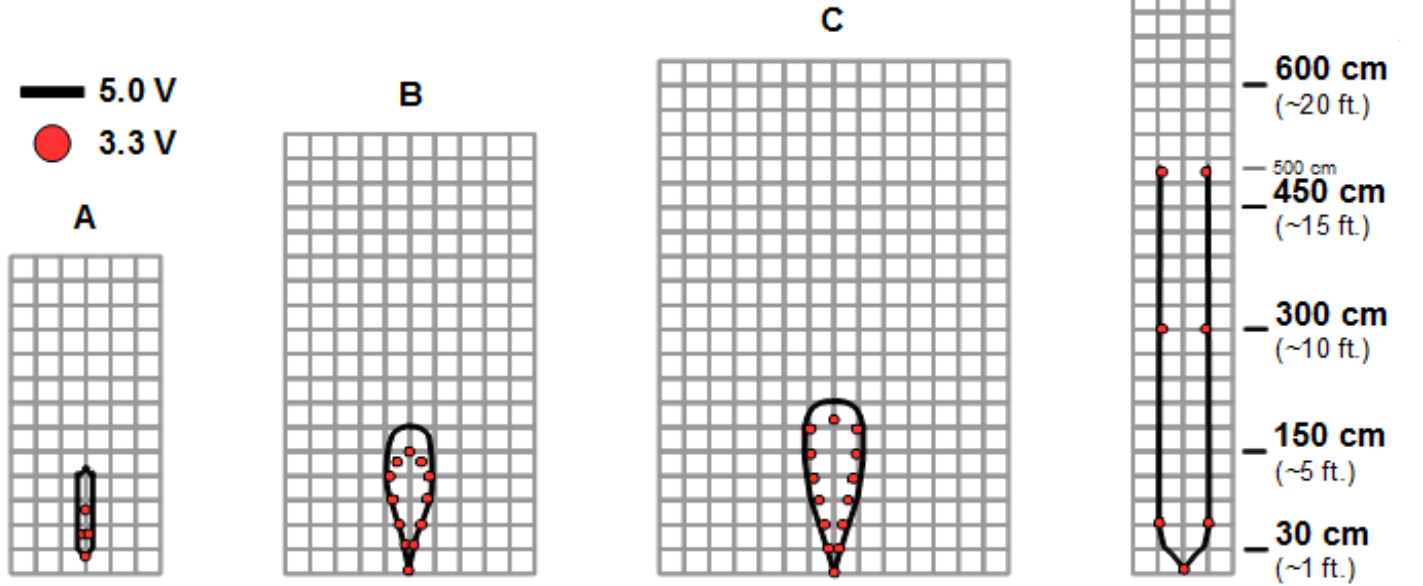 C
5.0 V
3.3 V
B
A
600 cm
(~20 ft.)
500 cm
450 cm
(~15 ft.)
300 cm
(~10 ft.)
150 cm
(~5 ft.)
30 cm
(~1 ft.)